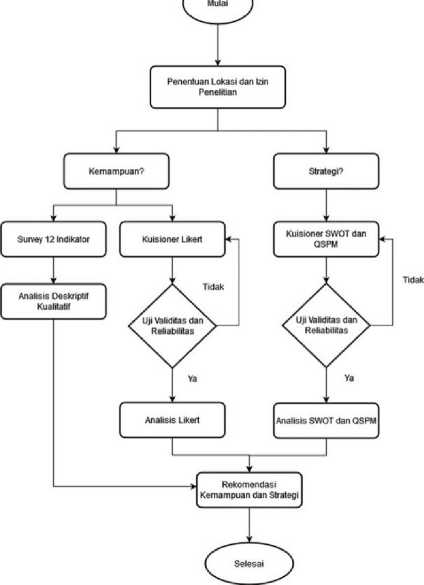 Mulai
Penentuan Lokasi dan Izin
Penelitian
Kemampuan?
Strategi?
Survey 12 Indikator
Kuisioner Likert
Kuisioner SWOT dan
QSPM
Tidak
Tidak
Analisis Deskriptif
Kualitatif
Uji Validitas dan
Reliabilitas
Uji Validitas dan
Reliabilitas
Ya
Ya
Analisis Likert
Analisis SWOT dan QSPM
Rekomendasi
Kemampuan dan Strategi
Selesai